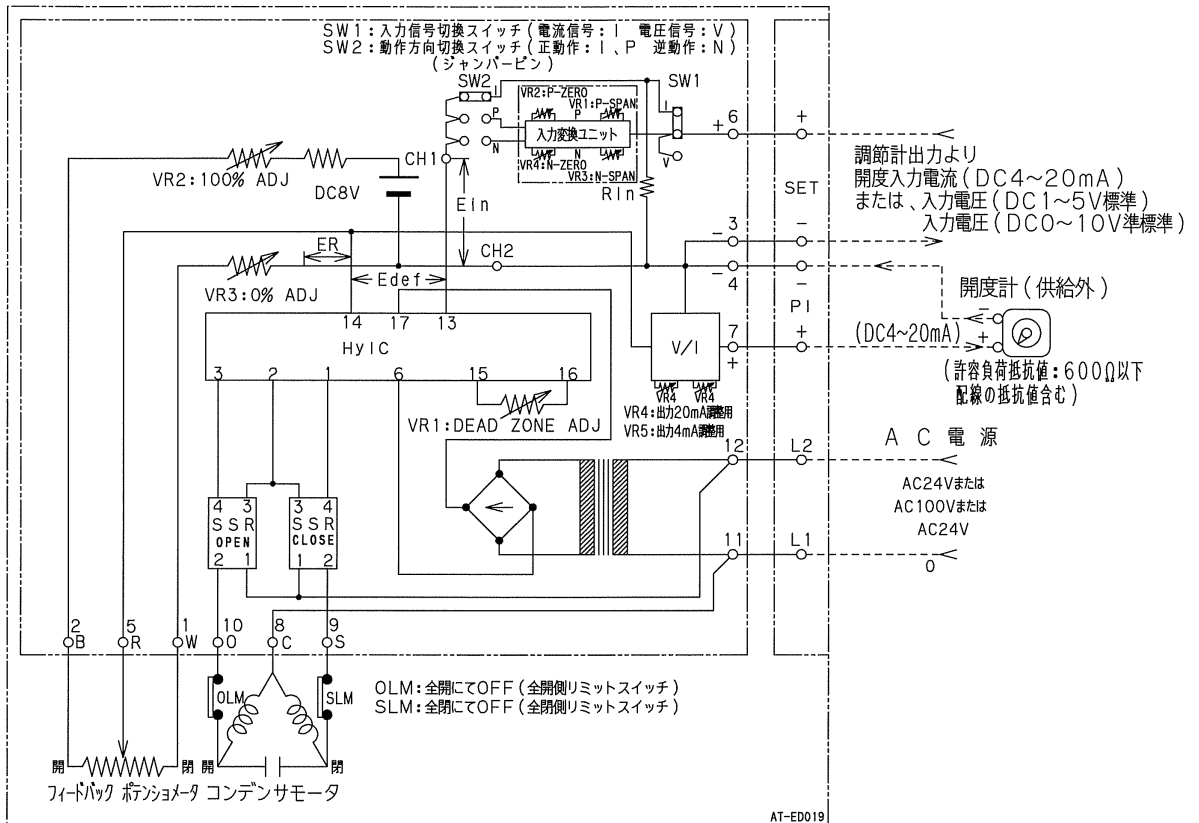 SW1:入力信号切換スイッチ(電流信号:I 電圧信号:V)
SW2:動作方向切換スイッチ(正動作:I、P 逆動作:N)
(ジャンパーピン)
SW2
SW1
I
P
N
VR2:P-ZERO
VR1:P-SPAN
P
入力変換ユニット
N
VR4:N-ZERO
VR3:N-SPAN
I
V
+ 6 +
CH1
VR2:100% ADJ
DC8V
EIn
RIn
SET
調節計出力より
開度入力電流(DC4~20mA)
または、入力電圧(DC1~5V標準)
入力電圧(DC0~10V準標準)
- 3 -
ER
CH2
VR3:0% ADJ
Edef
- 4 -
開度計(供給外)
PI
14 17 13
HyIC
3 2 1 6 15 16
V/I
7 +
+
(DC4~20mA)
-
+
(許容負荷抵抗値:600Ω以下
配線の抵抗値含む)
VR4 VR4
VR4:出力20mA調整用
VR5:出力4mA調整用
VR1:DEAD ZONE ADJ
AC電源
12 L2
AC24Vまたは
AC100Vまたは
AC24V
11 L1
0
4 3
SSR
OPEN
2 1
3 4
SSR
CLOSE
1 2
2 5 1 10 8 9
B R W O C S
OLM
SLM
OLM:全開にてOFF(全開側リミットスイッチ)
SLM:全閉にてOFF(全閉側リミットスイッチ)
開 閉 開 閉
フィードバック ポテンショメータ コンデンサモータ
AT-ED019